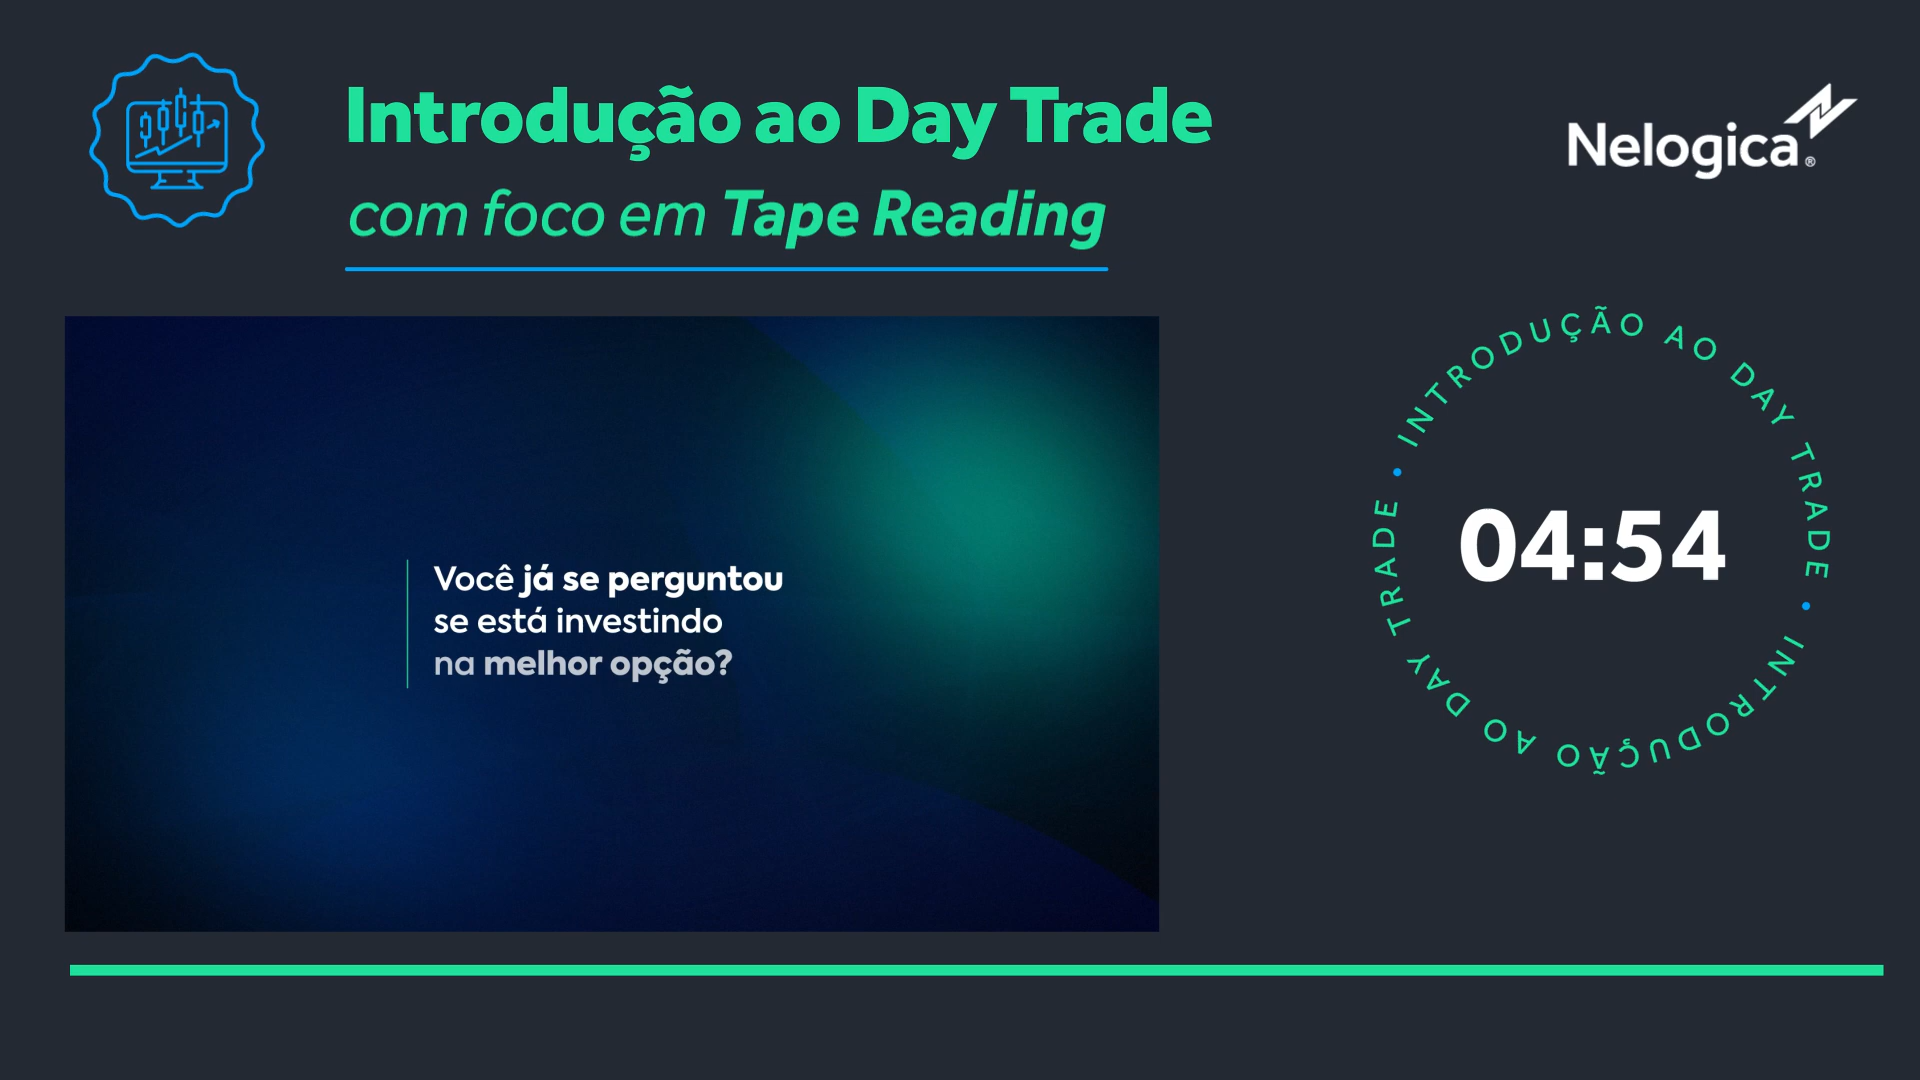 Introdução ao Day Trade
com foco em Tape Reading
Nelogica®
Você já se perguntou
se está investindo
na melhor opção?
INTRODUÇÃO AO DAY TRADE • INTRODUÇÃO AO DAY TRADE •
04:54